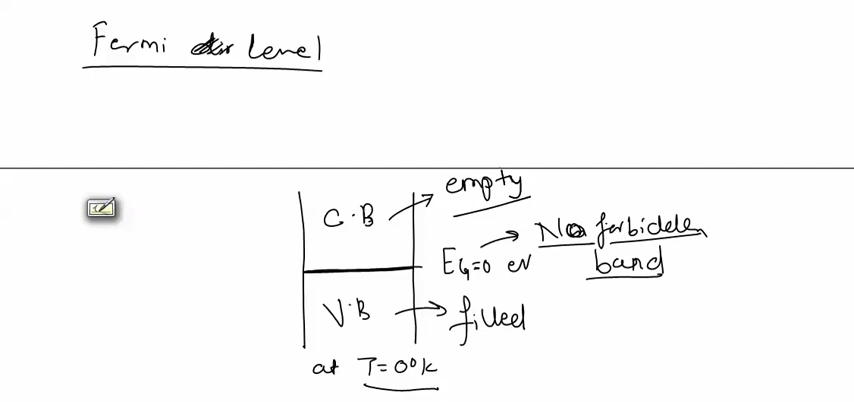 Fermi Level
C.B → empty
EG=0 eV → No forbidden
band
V.B → filled
at T=0°K